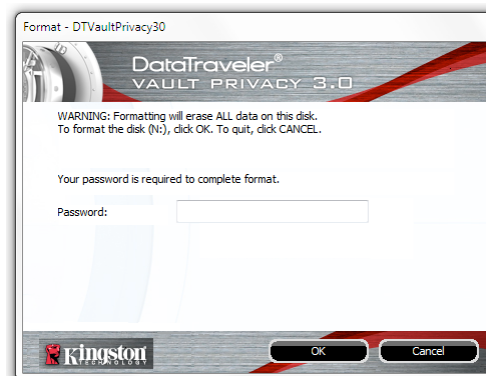 Format - DTVaultPrivacy30
DataTraveler®
VAULT PRIVACY 3.0
WARNING: Formatting will erase ALL data on this disk.
To format the disk (N:), click OK. To quit, click CANCEL.
Your password is required to complete format.
Password:
Kingston
TECHNOLOGY
OK
Cancel